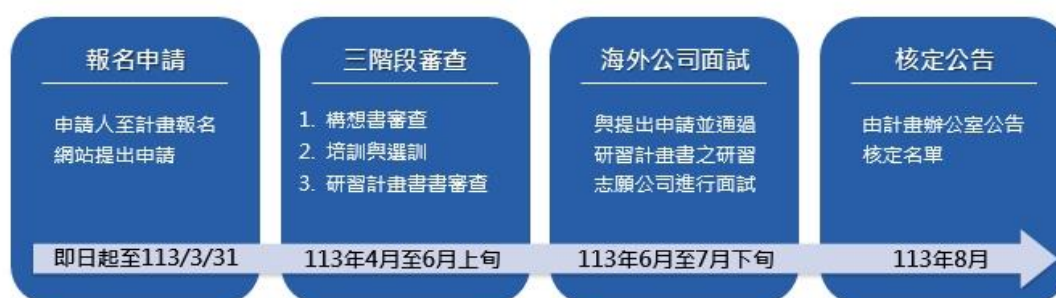 報名申請
申請人至計畫報名
網站提出申請
即日起至113/3/31
三階段審查
1. 構想書審查
2. 培訓與選訓
3. 研習計畫書書審查
113年4月至6月上旬
海外公司面試
與提出申請並通過
研習計畫書之研習
志願公司進行面試
113年6月至7月下旬
核定公告
由計畫辦公室公告
核定名單
113年8月